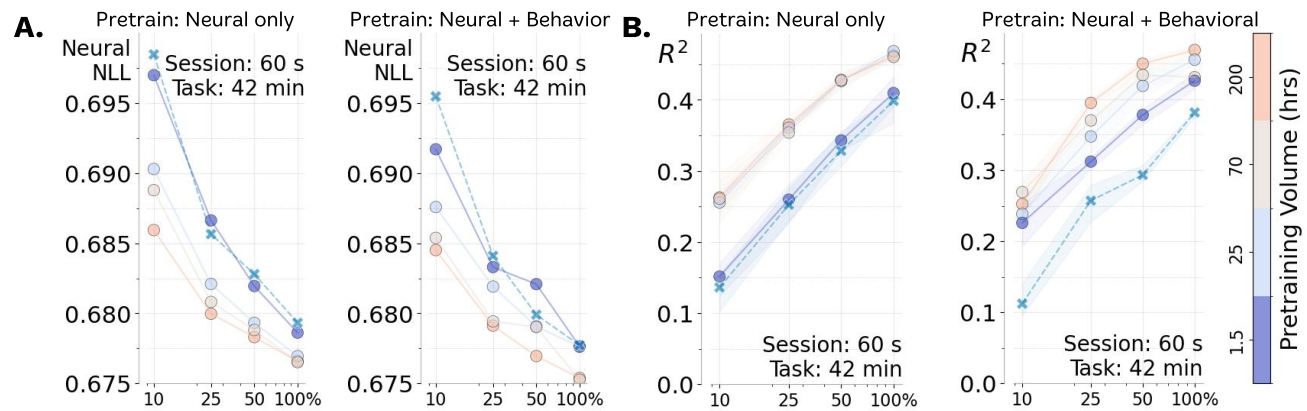 A.
Pretrain: Neural only
Neural
NLL
Session: 60 s
Task: 42 min
0.695
0.690
0.685
0.680
0.675
10 25 50 100%
Pretrain: Neural + Behavior
Neural
NLL
Session: 60 s
Task: 42 min
0.695
0.690
0.685
0.680
0.675
10 25 50 100%
B.
Pretrain: Neural only
R²
0.4
0.3
0.2
0.1
0.0
Session: 60 s
Task: 42 min
10 25 50 100%
Pretrain: Neural + Behavioral
R²
0.4
0.3
0.2
0.1
0.0
Session: 60 s
Task: 42 min
10 25 50 100%
200
70
25
1.5
Pretraining Volume (hrs)